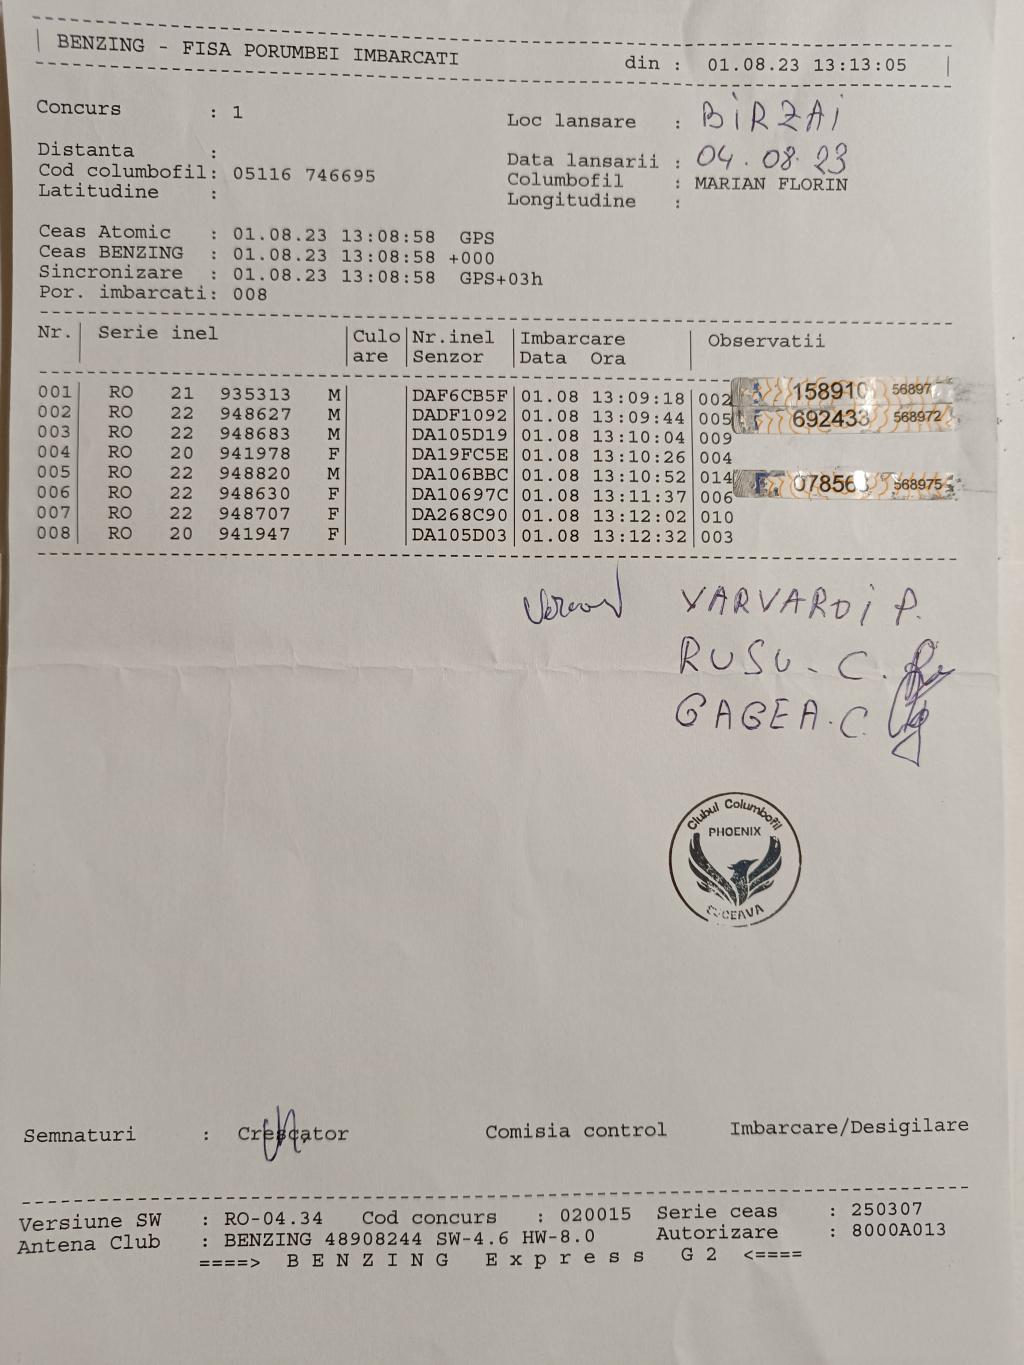 BENZING - FISA PORUMBEI IMBARCATI din : 01.08.23 13:13:05
Concurs : 1
Loc lansare : BIRZAI
Distanta :
Data lansarii : 04.08.23
Cod columbofil: 05116 746695
Columbofil : MARIAN FLORIN
Latitudine :
Longitudine :
Ceas Atomic : 01.08.23 13:08:58 GPS
Ceas BENZING : 01.08.23 13:08:58 +000
Sincronizare : 01.08.23 13:08:58 GPS+03h
Por. imbarcati: 008
Nr.| Serie inel |Culo|Nr.inel |Imbarcare | Observatii
|are |Senzor |Data Ora |
001| RO 21 935313 M| |DAF6CB5F|01.08 13:09:18|002 158910 56897
002| RO 22 948627 M| |DADF1092|01.08 13:09:44|005 692433 568972
003| RO 22 948683 M| |DA105D19|01.08 13:10:04|009
004| RO 20 941978 F| |DA19FC5E|01.08 13:10:26|004
005| RO 22 948820 M| |DA106BBC|01.08 13:10:52|014 07856 568975
006| RO 22 948630 F| |DA10697C|01.08 13:11:37|006
007| RO 22 948707 F| |DA268C90|01.08 13:12:02|010
008| RO 20 941947 F| |DA105D03|01.08 13:12:32|003
VARVAROI P.
RUSU - C.
GAGEA. C.
Clubul Columbofil
PHOENIX
SUCEAVA
Semnaturi : Crescator Comisia control Imbarcare/Desigilare
Versiune SW : RO-04.34 Cod concurs : 020015 Serie ceas : 250307
Antena Club : BENZING 48908244 SW-4.6 HW-8.0 Autorizare : 8000A013
====> B E N Z I N G E x p r e s s G 2 <====